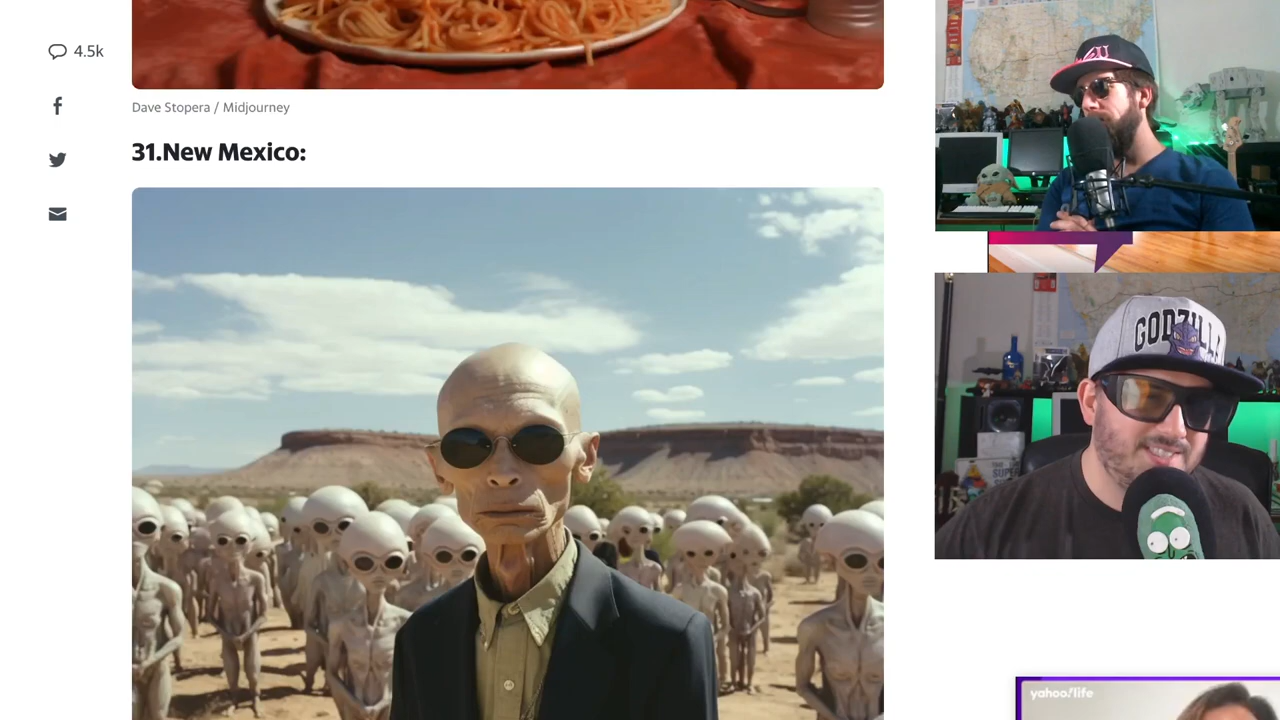 4.5k
Dave Stopera / Midjourney
31.New Mexico:
GODZILLA
yahoo!life